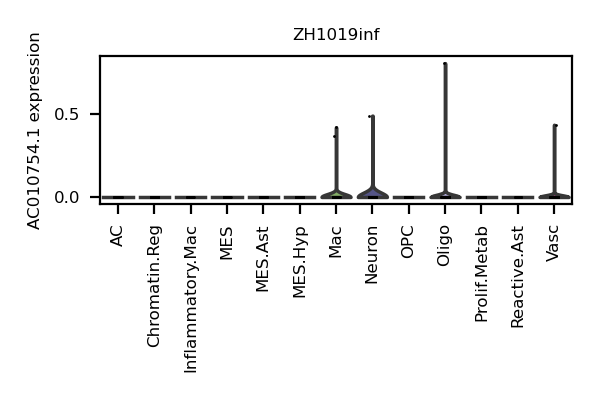 ZH1019inf
AC010754.1 expression
0.5
0.0
AC
Chromatin.Reg
Inflammatory.Mac
MES
MES.Ast
MES.Hyp
Mac
Neuron
OPC
Oligo
Prolif.Metab
Reactive.Ast
Vasc